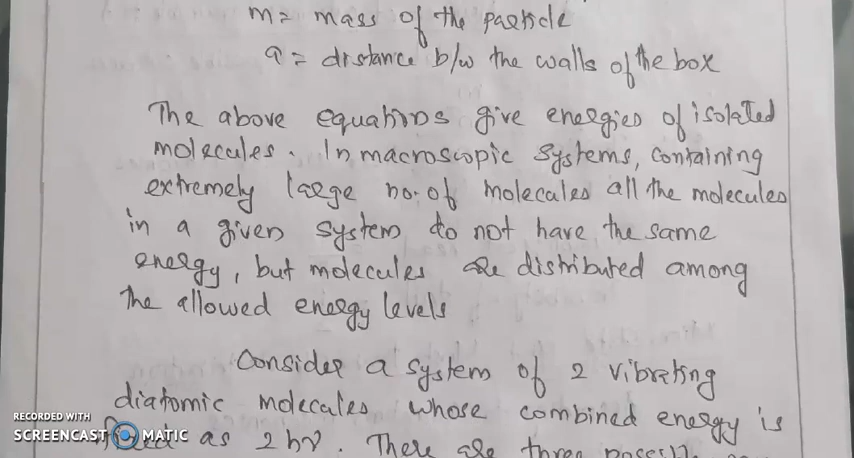 m = mass of the particle
a = distance b/w the walls of the box
The above equations give energies of isolated
molecules. In macroscopic systems, containing
extremely large no: of molecules all the molecules
in a given system do not have the same
energy, but molecules are distributed among
the allowed energy levels
Consider a system of 2 vibrating
diatomic molecules whose combined energy is
as 2hν. There are three
RECORDED WITH
SCREENCAST MATIC